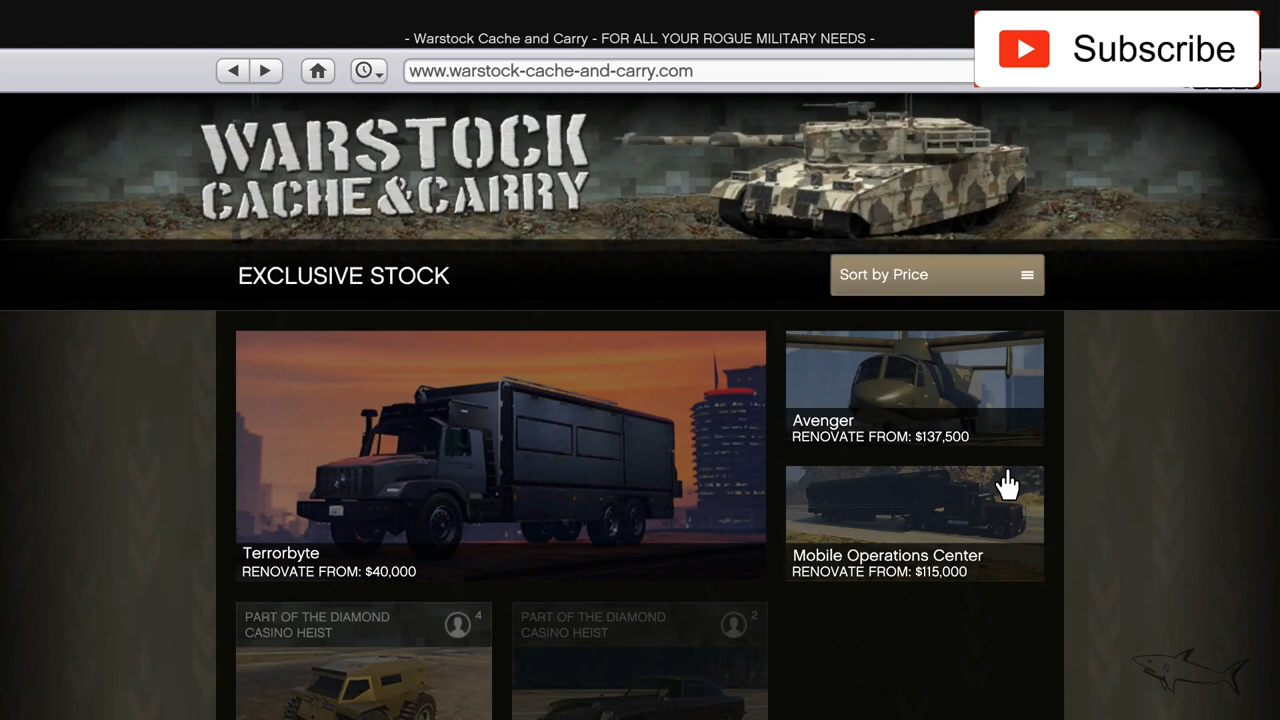 - Warstock Cache and Carry - FOR ALL YOUR ROGUE MILITARY NEEDS -
Subscribe
www.warstock-cache-and-carry.com
WARSTOCK
CACHE&CARRY
EXCLUSIVE STOCK
Sort by Price
Terrorbyte
RENOVATE FROM: $40,000
Avenger
RENOVATE FROM: $137,500
Mobile Operations Center
RENOVATE FROM: $115,000
PART OF THE DIAMOND
CASINO HEIST
4
PART OF THE DIAMOND
CASINO HEIST
2